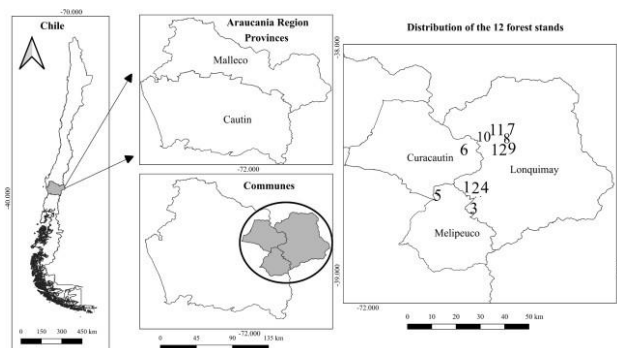 Chile
-70.000
-40.000
0 150 300 450 km
Araucania Region
Provinces
Malleco
Cautin
-72.000
Communes
-72.000
0 45 90 135 km
Distribution of the 12 forest stands
-38.000
-39.000
10 11 7
8
6 12 9
Curacautin
Lonquimay
5 1 2 4
3
Melipeuco
-72.000
0 10 20 30 40 50 km